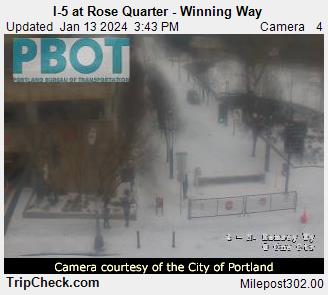 I-5 at Rose Quarter - Winning Way
Updated Jan 13 2024 3:43 PM Camera 4
PBOT
PORTLAND BUREAU OF TRANSPORTATION
Camera courtesy of the City of Portland
TripCheck.com Milepost302.00